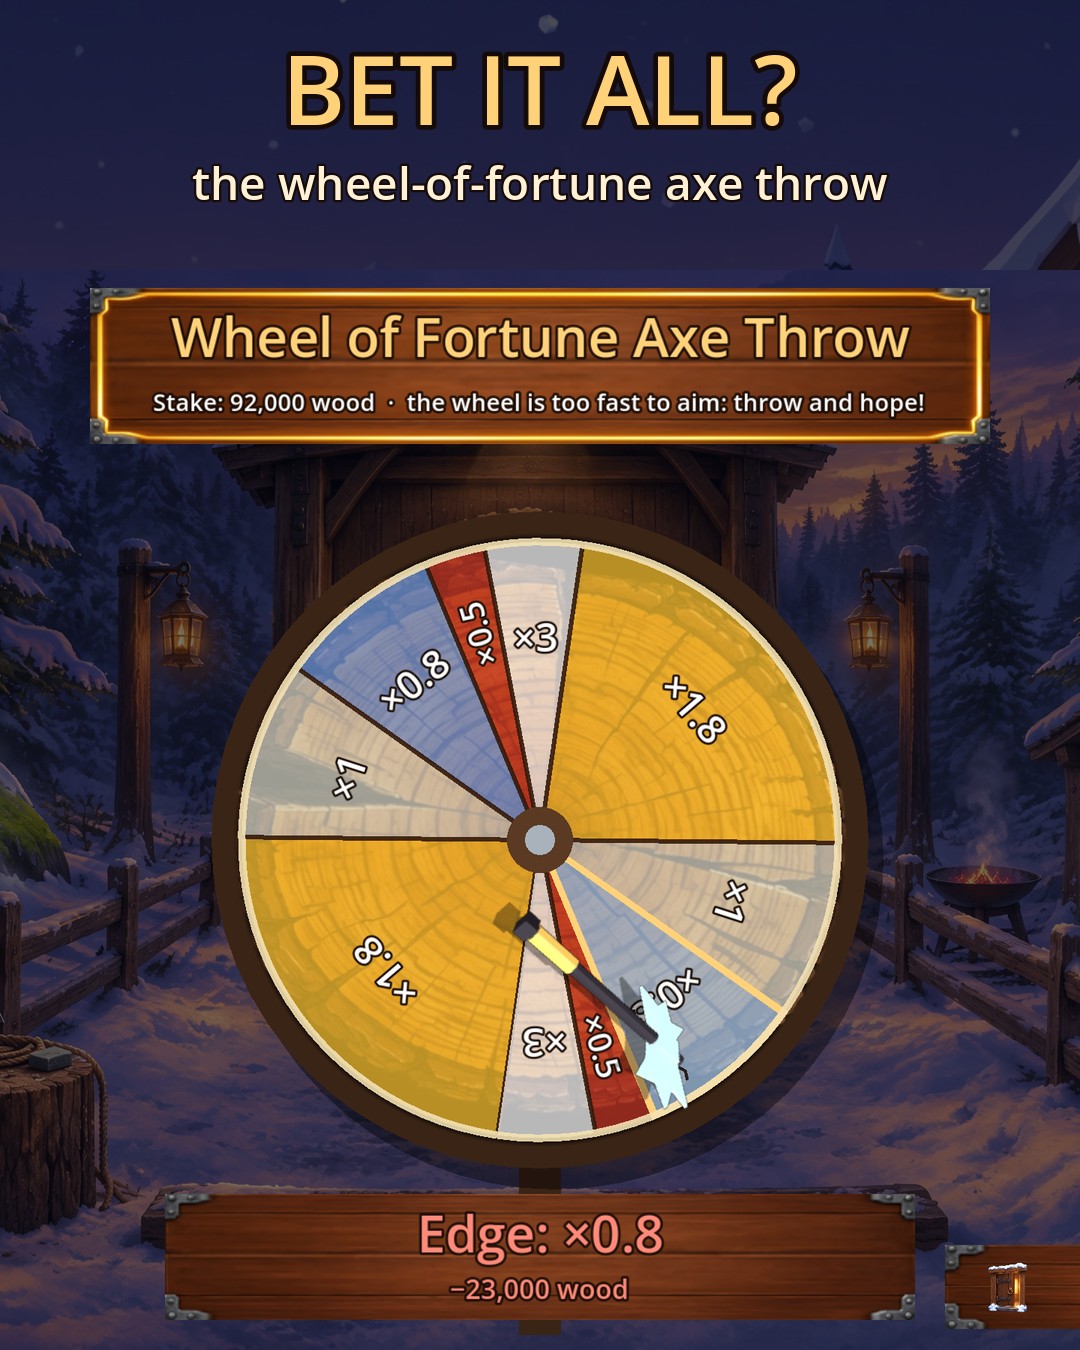 BET IT ALL?
the wheel-of-fortune axe throw
Wheel of Fortune Axe Throw
Stake: 92,000 wood · the wheel is too fast to aim: throw and hope!
×0.5
×3
×0.8
×1.8
×1
×1
×1.8
×3
×0.5
Edge: ×0.8
−23,000 wood